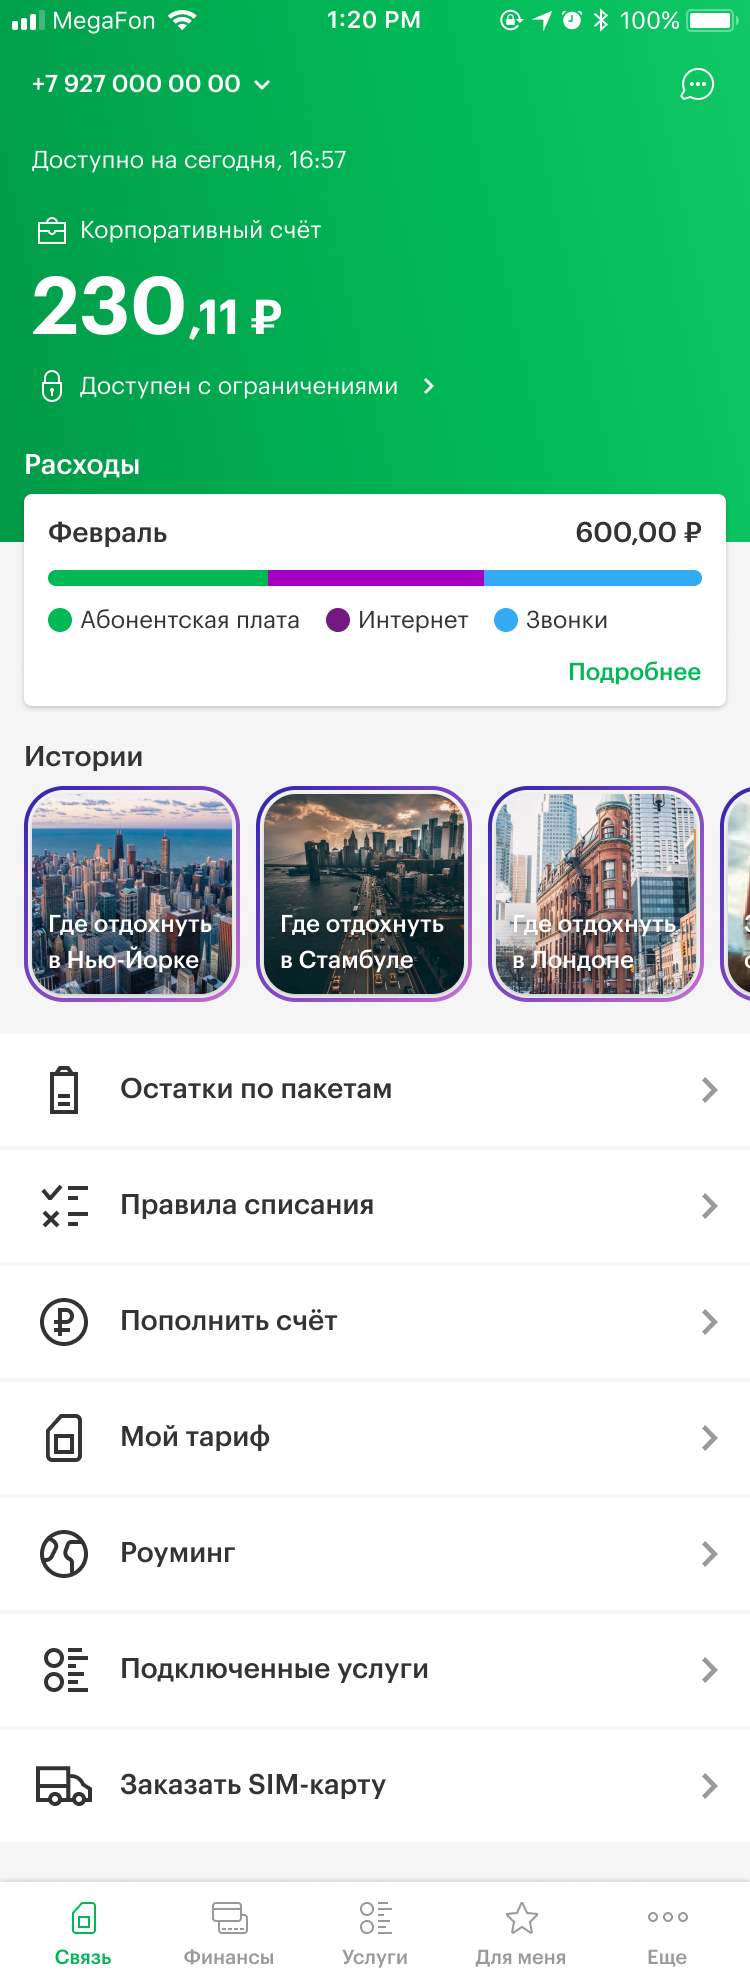 MegaFon 1:20 PM 100%
+7 927 000 00 00
Доступно на сегодня, 16:57
Корпоративный счёт
230,11 ₽
Доступен с ограничениями
Расходы
Февраль 600,00 ₽
Абонентская плата Интернет Звонки
Подробнее
Истории
Где отдохнуть
в Нью-Йорке
Где отдохнуть
в Стамбуле
Где отдохнуть
в Лондоне
Остатки по пакетам
Правила списания
Пополнить счёт
Мой тариф
Роуминг
Подключенные услуги
Заказать SIM-карту
Связь Финансы Услуги Для меня Еще